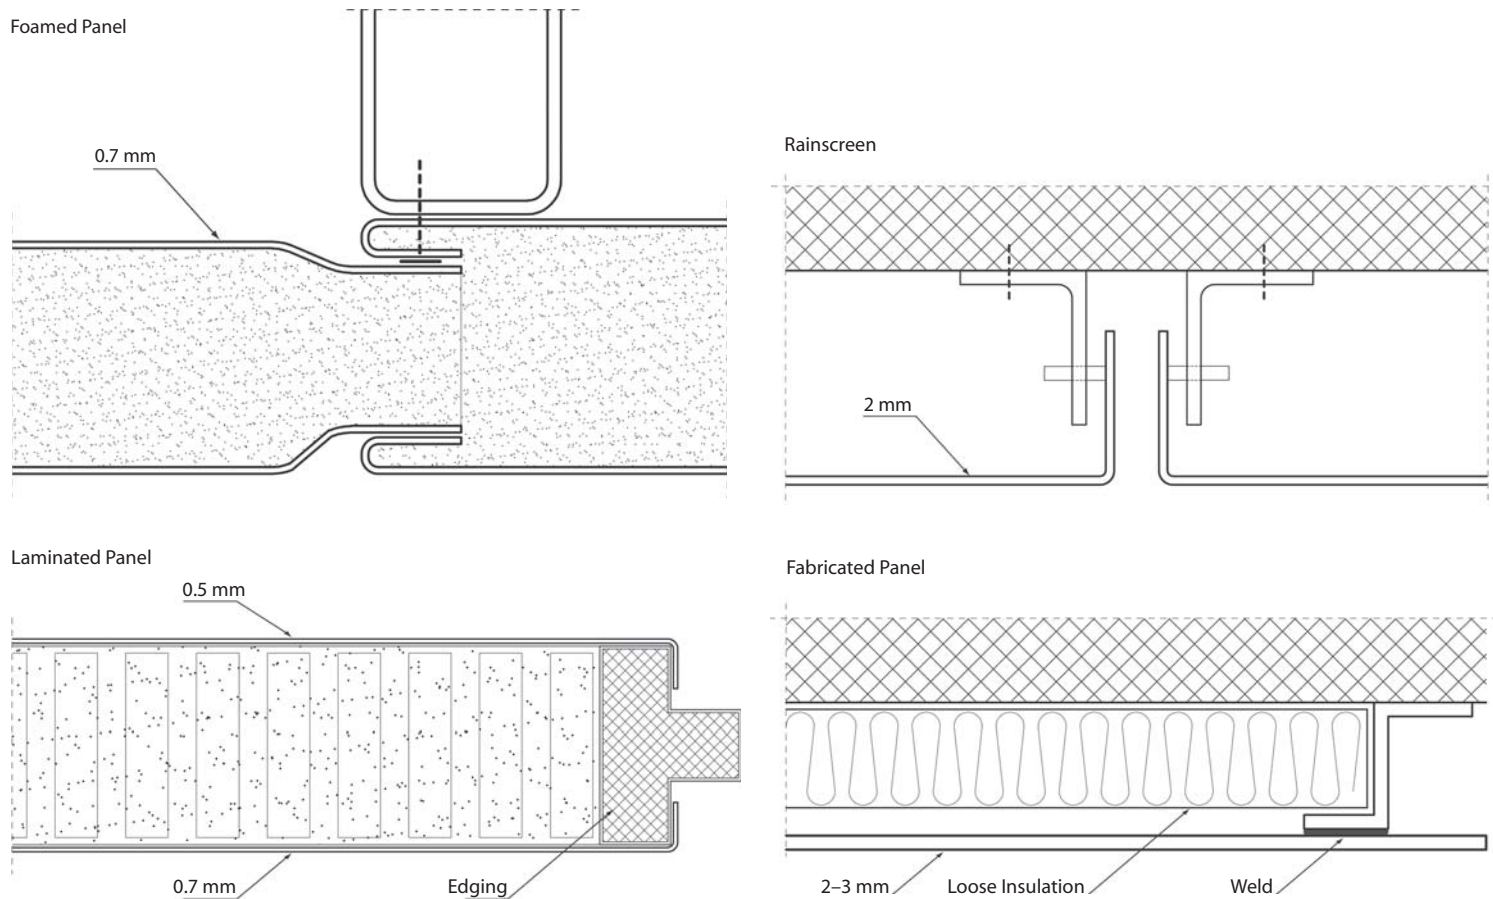 Foamed Panel
0.7 mm
Rainscreen
2 mm
Laminated Panel
0.5 mm
0.7 mm
Edging
Fabricated Panel
2–3 mm
Loose Insulation
Weld